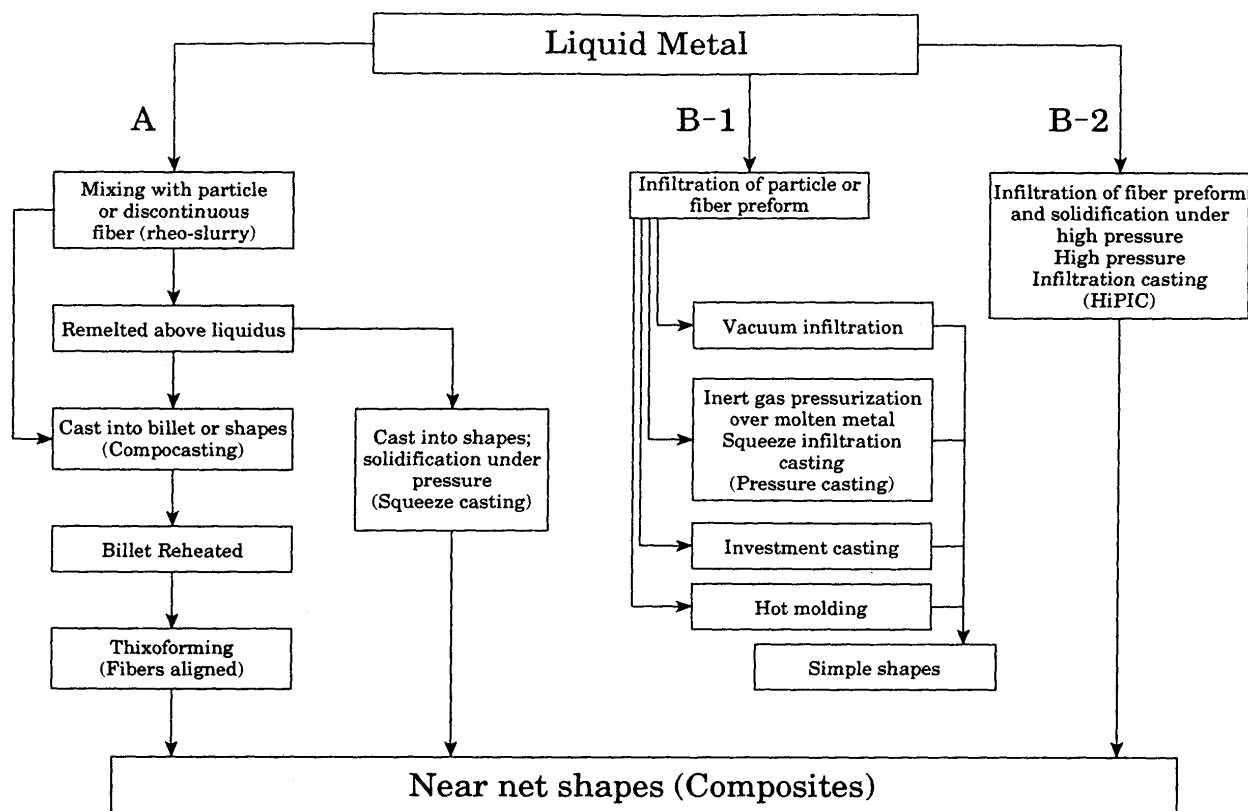 Liquid Metal
A
B-1
B-2
Mixing with particle
or discontinuous
fiber (rheo-slurry)
Remelted above liquidus
Cast into billet or shapes
(Compocasting)
Billet Reheated
Thixoforming
(Fibers aligned)
Cast into shapes;
solidification under
pressure
(Squeeze casting)
Infiltration of particle or
fiber preform
Vacuum infiltration
Inert gas pressurization
over molten metal
Squeeze infiltration
casting
(Pressure casting)
Investment casting
Hot molding
Simple shapes
Infiltration of fiber preform
and solidification under
high pressure
High pressure
Infiltration casting
(HiPIC)
Near net shapes (Composites)